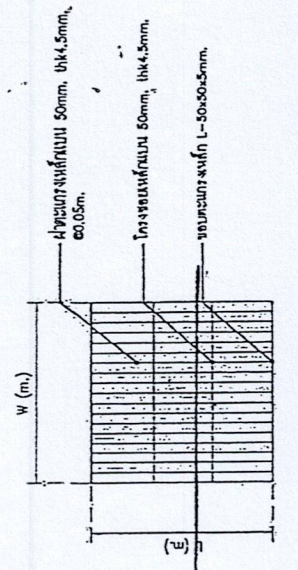 ฝาตะแกรงเหล็กแบน 50mm. thk4.5mm.
@0.05m.
โครงขอบเหล็กแบน 50mm. thk4.5mm.
ขอบตะแกรงเหล็ก L-50x50x5mm.
W (m.)
L (m.)